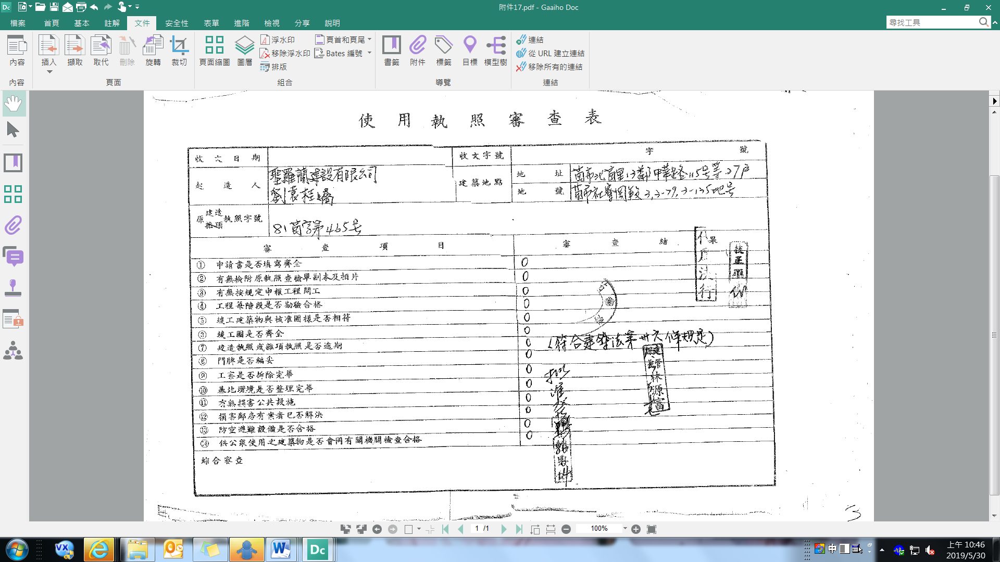 附件17.pdf - Gaaiho Doc
檔案 首頁 基本 註解 文件 安全性 表單 進階 檢視 分享 說明
尋找工具
內容 插入 擷取 取代 刪除 旋轉 裁切 頁面縮圖 圖層 浮水印 頁首和頁尾 書籤 附件 標籤 目標 模型樹 連結
移除浮水印 Bates 編號 從 URL 建立連結
排版 移除所有的連結
內容 頁面 組合 導覽 連結
使用執照審查表
收文日期 收文字號 字 號
起造人 聖羅蘭建設有限公司 建築地點 地址 苗市北苗里13鄰中華路115号等27戶
劉袁桂嬌 地號 苗市社寮岡段3,3-79,3-135地号
原建造雜項執照字號 81苗字第465号
審查項目 審查結果
① 申請書是否填寫齊全 0
② 有無檢附原執照查驗單副本及相片 0
③ 有無按規定申報工程開工 0
④ 工程每階段是否勘驗合格 0
⑤ 竣工建築物與核准圖樣是否相符 0
⑥ 竣工圖是否齊全 0
⑦ 建造執照或雜項執照是否逾期 0
(符合建築法第卅六條規定)
⑧ 門牌是否編妥 0
⑨ 工寮是否拆除完畢 0
⑩ 基地環境是否整理完畢 0
⑪ 有無損害公共設施 0
⑫ 損害鄰房有案者已否解決 0
⑬ 防空避難設備是否合格 0
⑭ 供公眾使用之建築物是否會同有關機關檢查合格 0
擬准發
林源富
決行
綜合審查
3
1 /1
100%
Dc
中
上午 10:46
2019/5/30